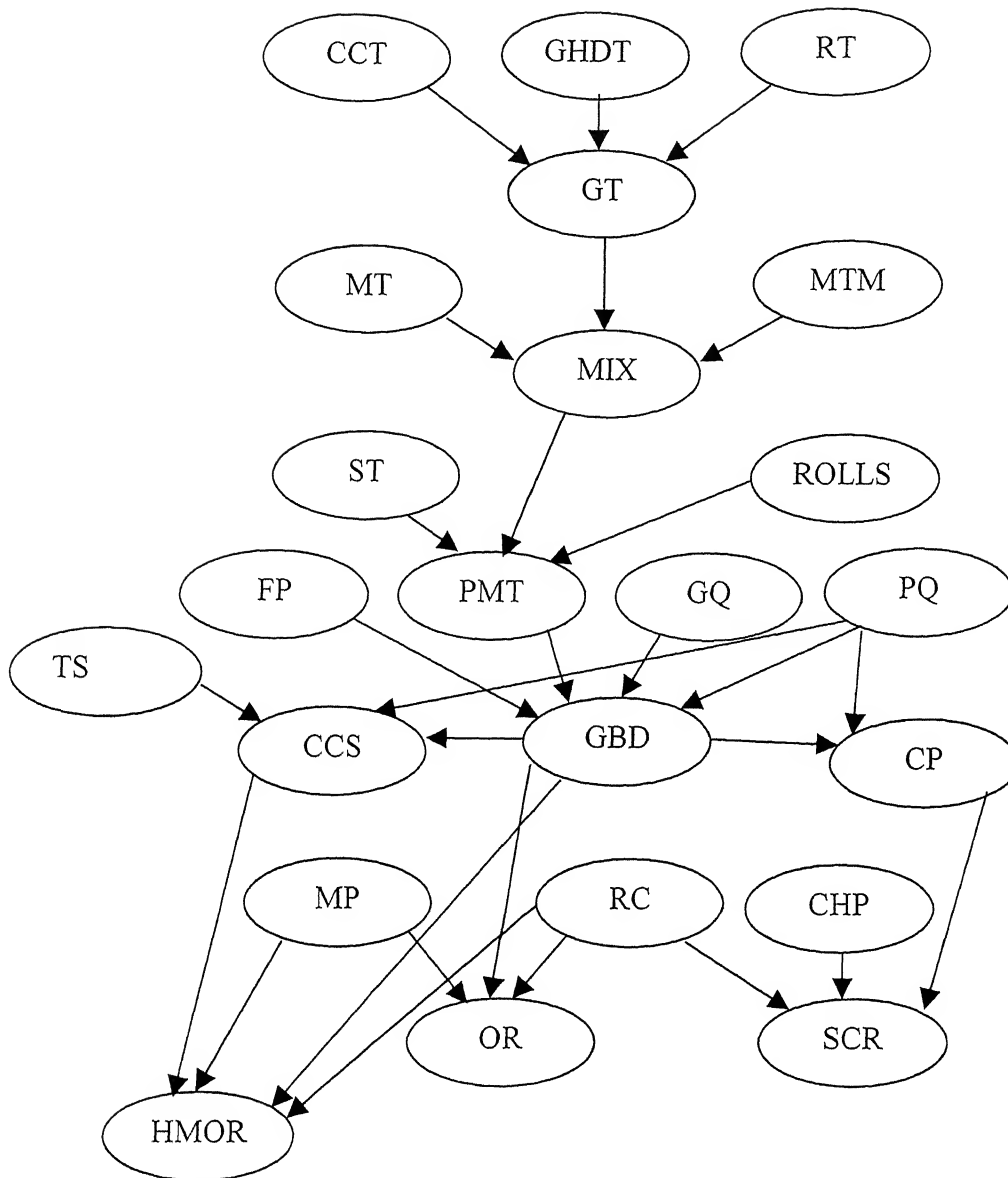 CCT
GHDT
RT
GT
MT
MTM
MIX
ST
ROLLS
FP
PMT
GQ
PQ
TS
CCS
GBD
CP
MP
RC
CHP
OR
SCR
HMOR